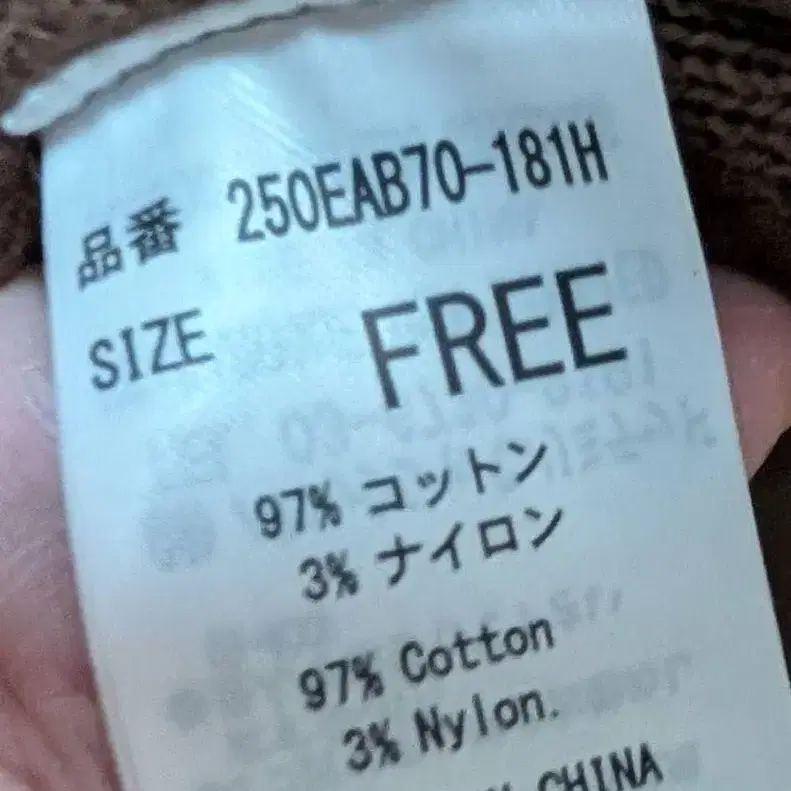 品番 250EAB70-181H
SIZE FREE
97% コットン
3% ナイロン
97% Cotton
3% Nylon.
CHINA